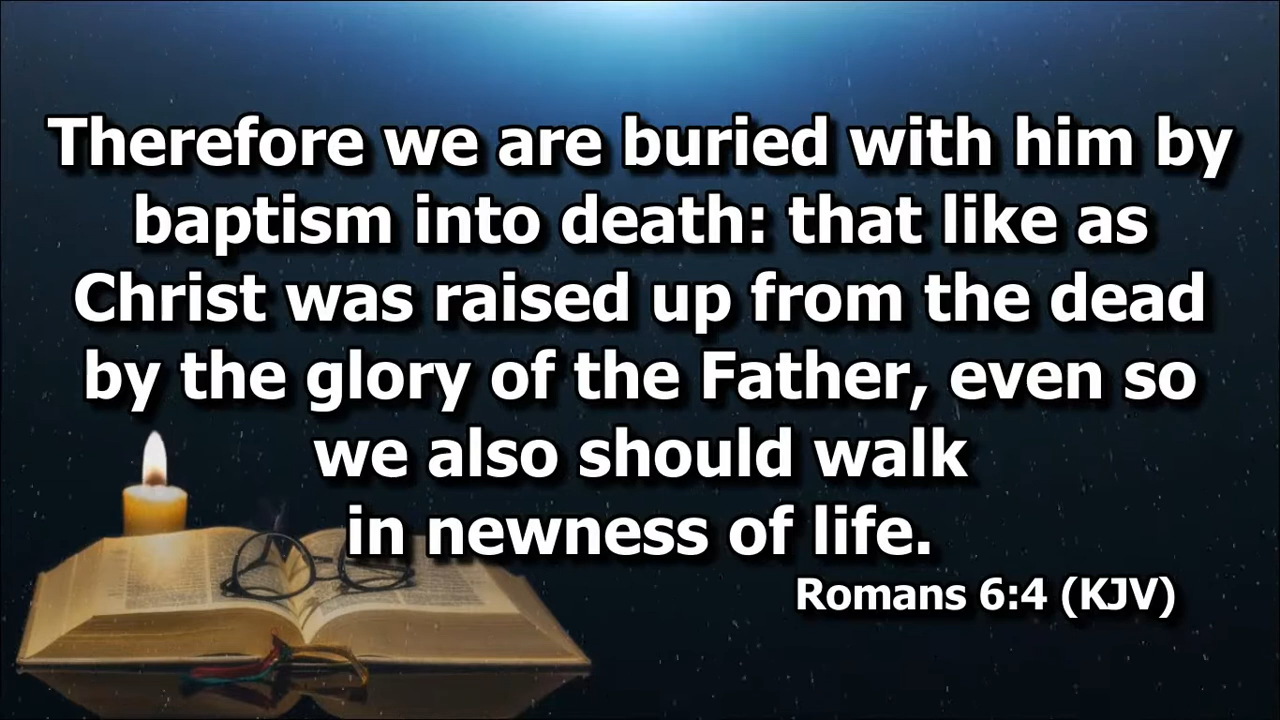 Therefore we are buried with him by
baptism into death: that like as
Christ was raised up from the dead
by the glory of the Father, even so
we also should walk
in newness of life.
Romans 6:4 (KJV)